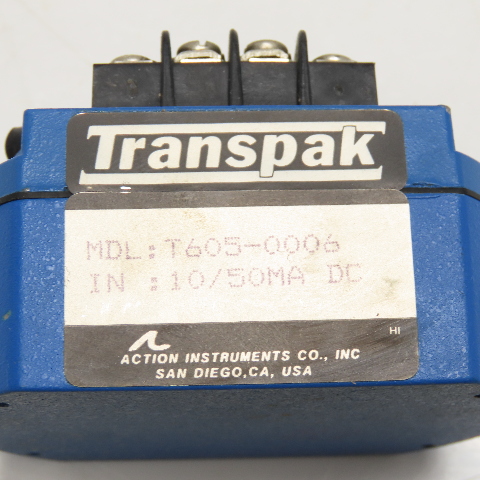 Transpak
MDL:T605-0006
IN :10/50MA DC
HI
ACTION INSTRUMENTS CO., INC
SAN DIEGO,CA, USA